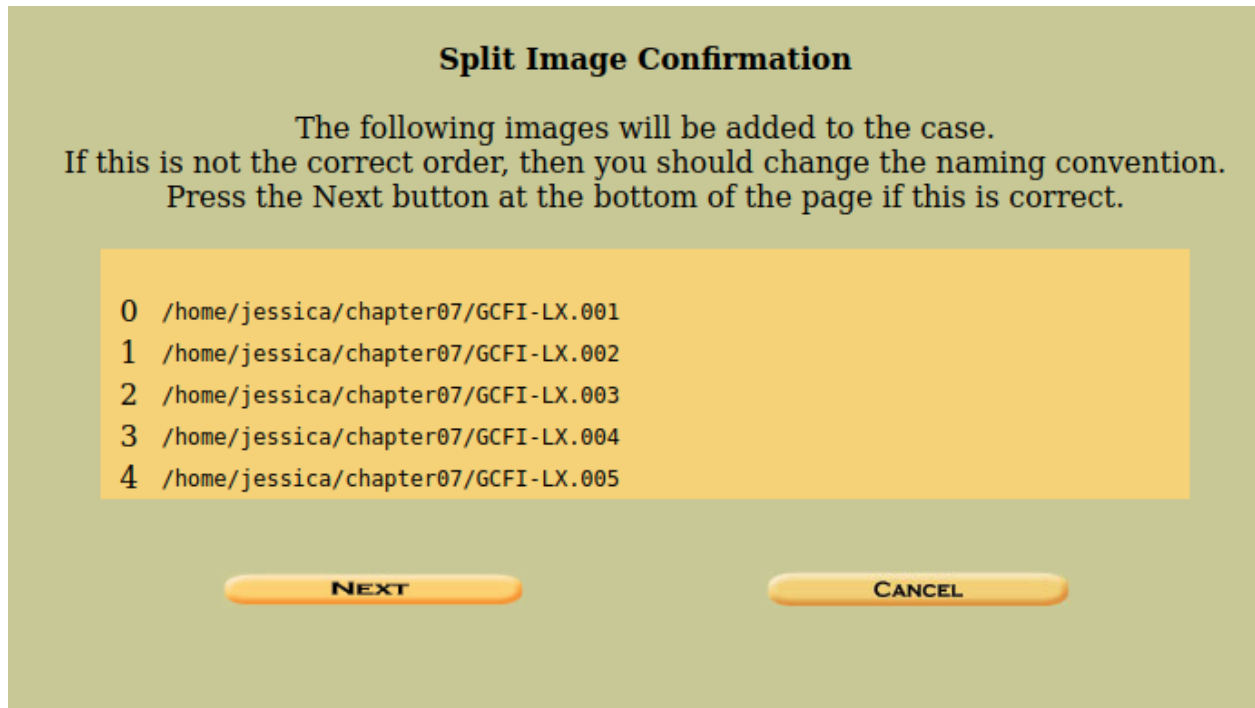 Split Image Confirmation
The following images will be added to the case.
If this is not the correct order, then you should change the naming convention.
Press the Next button at the bottom of the page if this is correct.
0 /home/jessica/chapter07/GCFI-LX.001
1 /home/jessica/chapter07/GCFI-LX.002
2 /home/jessica/chapter07/GCFI-LX.003
3 /home/jessica/chapter07/GCFI-LX.004
4 /home/jessica/chapter07/GCFI-LX.005
NEXT CANCEL